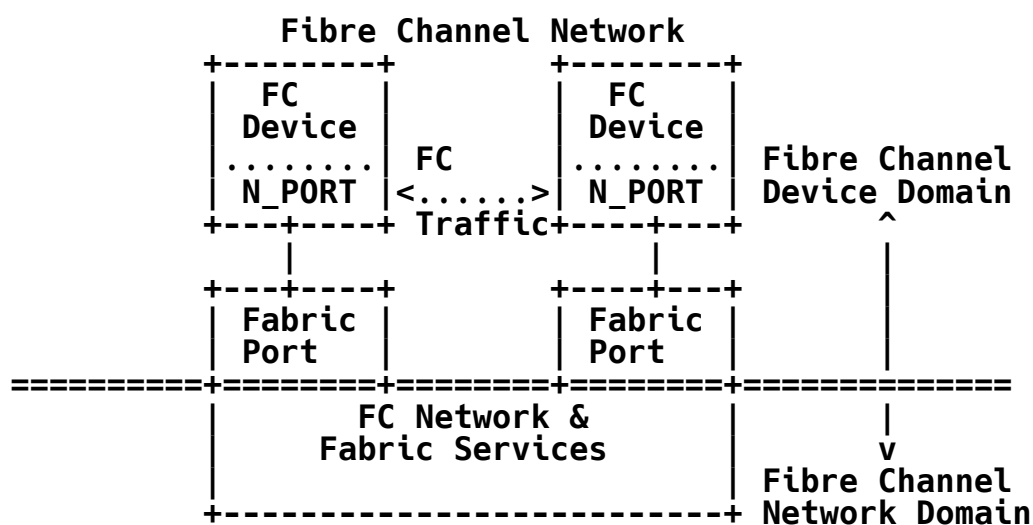 Fibre Channel Network
+--------+        +--------+
|  FC    |        |  FC    |
| Device |        | Device |
|........| FC     |........| Fibre Channel
| N_PORT |<......>| N_PORT | Device Domain
+---+----+ Traffic+----+---+       ^
|                  |           |
+---+----+        +----+---+       |
| Fabric |        | Fabric |       |
| Port   |        | Port   |       |
==========+========+========+========+==============
|       FC Network &       |       |
|     Fabric Services      |       v
|                          | Fibre Channel
+--------------------------+ Network Domain